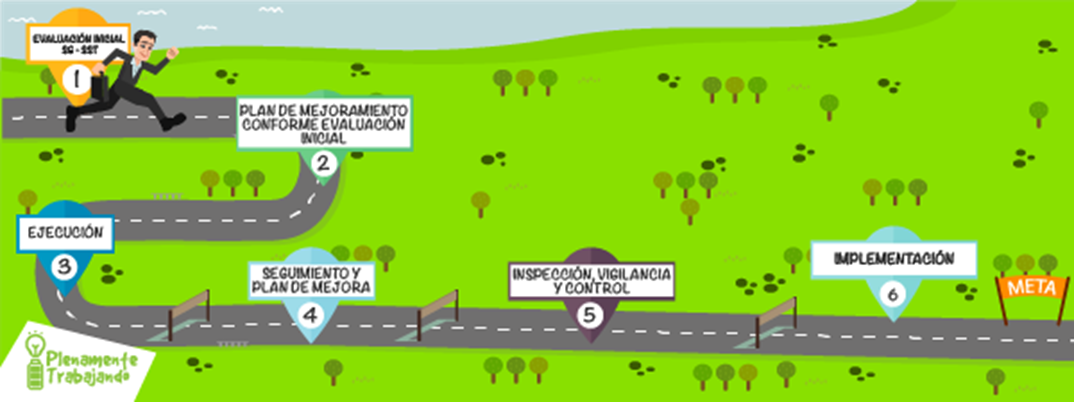 EVALUACIÓN INICIAL
SG - SST
1
PLAN DE MEJORAMIENTO
CONFORME EVALUACIÓN
INICIAL
2
EJECUCIÓN
3
SEGUIMIENTO Y
PLAN DE MEJORA
4
INSPECCIÓN, VIGILANCIA
Y CONTROL
5
IMPLEMENTACIÓN
6
META
Plenamente
Trabajando